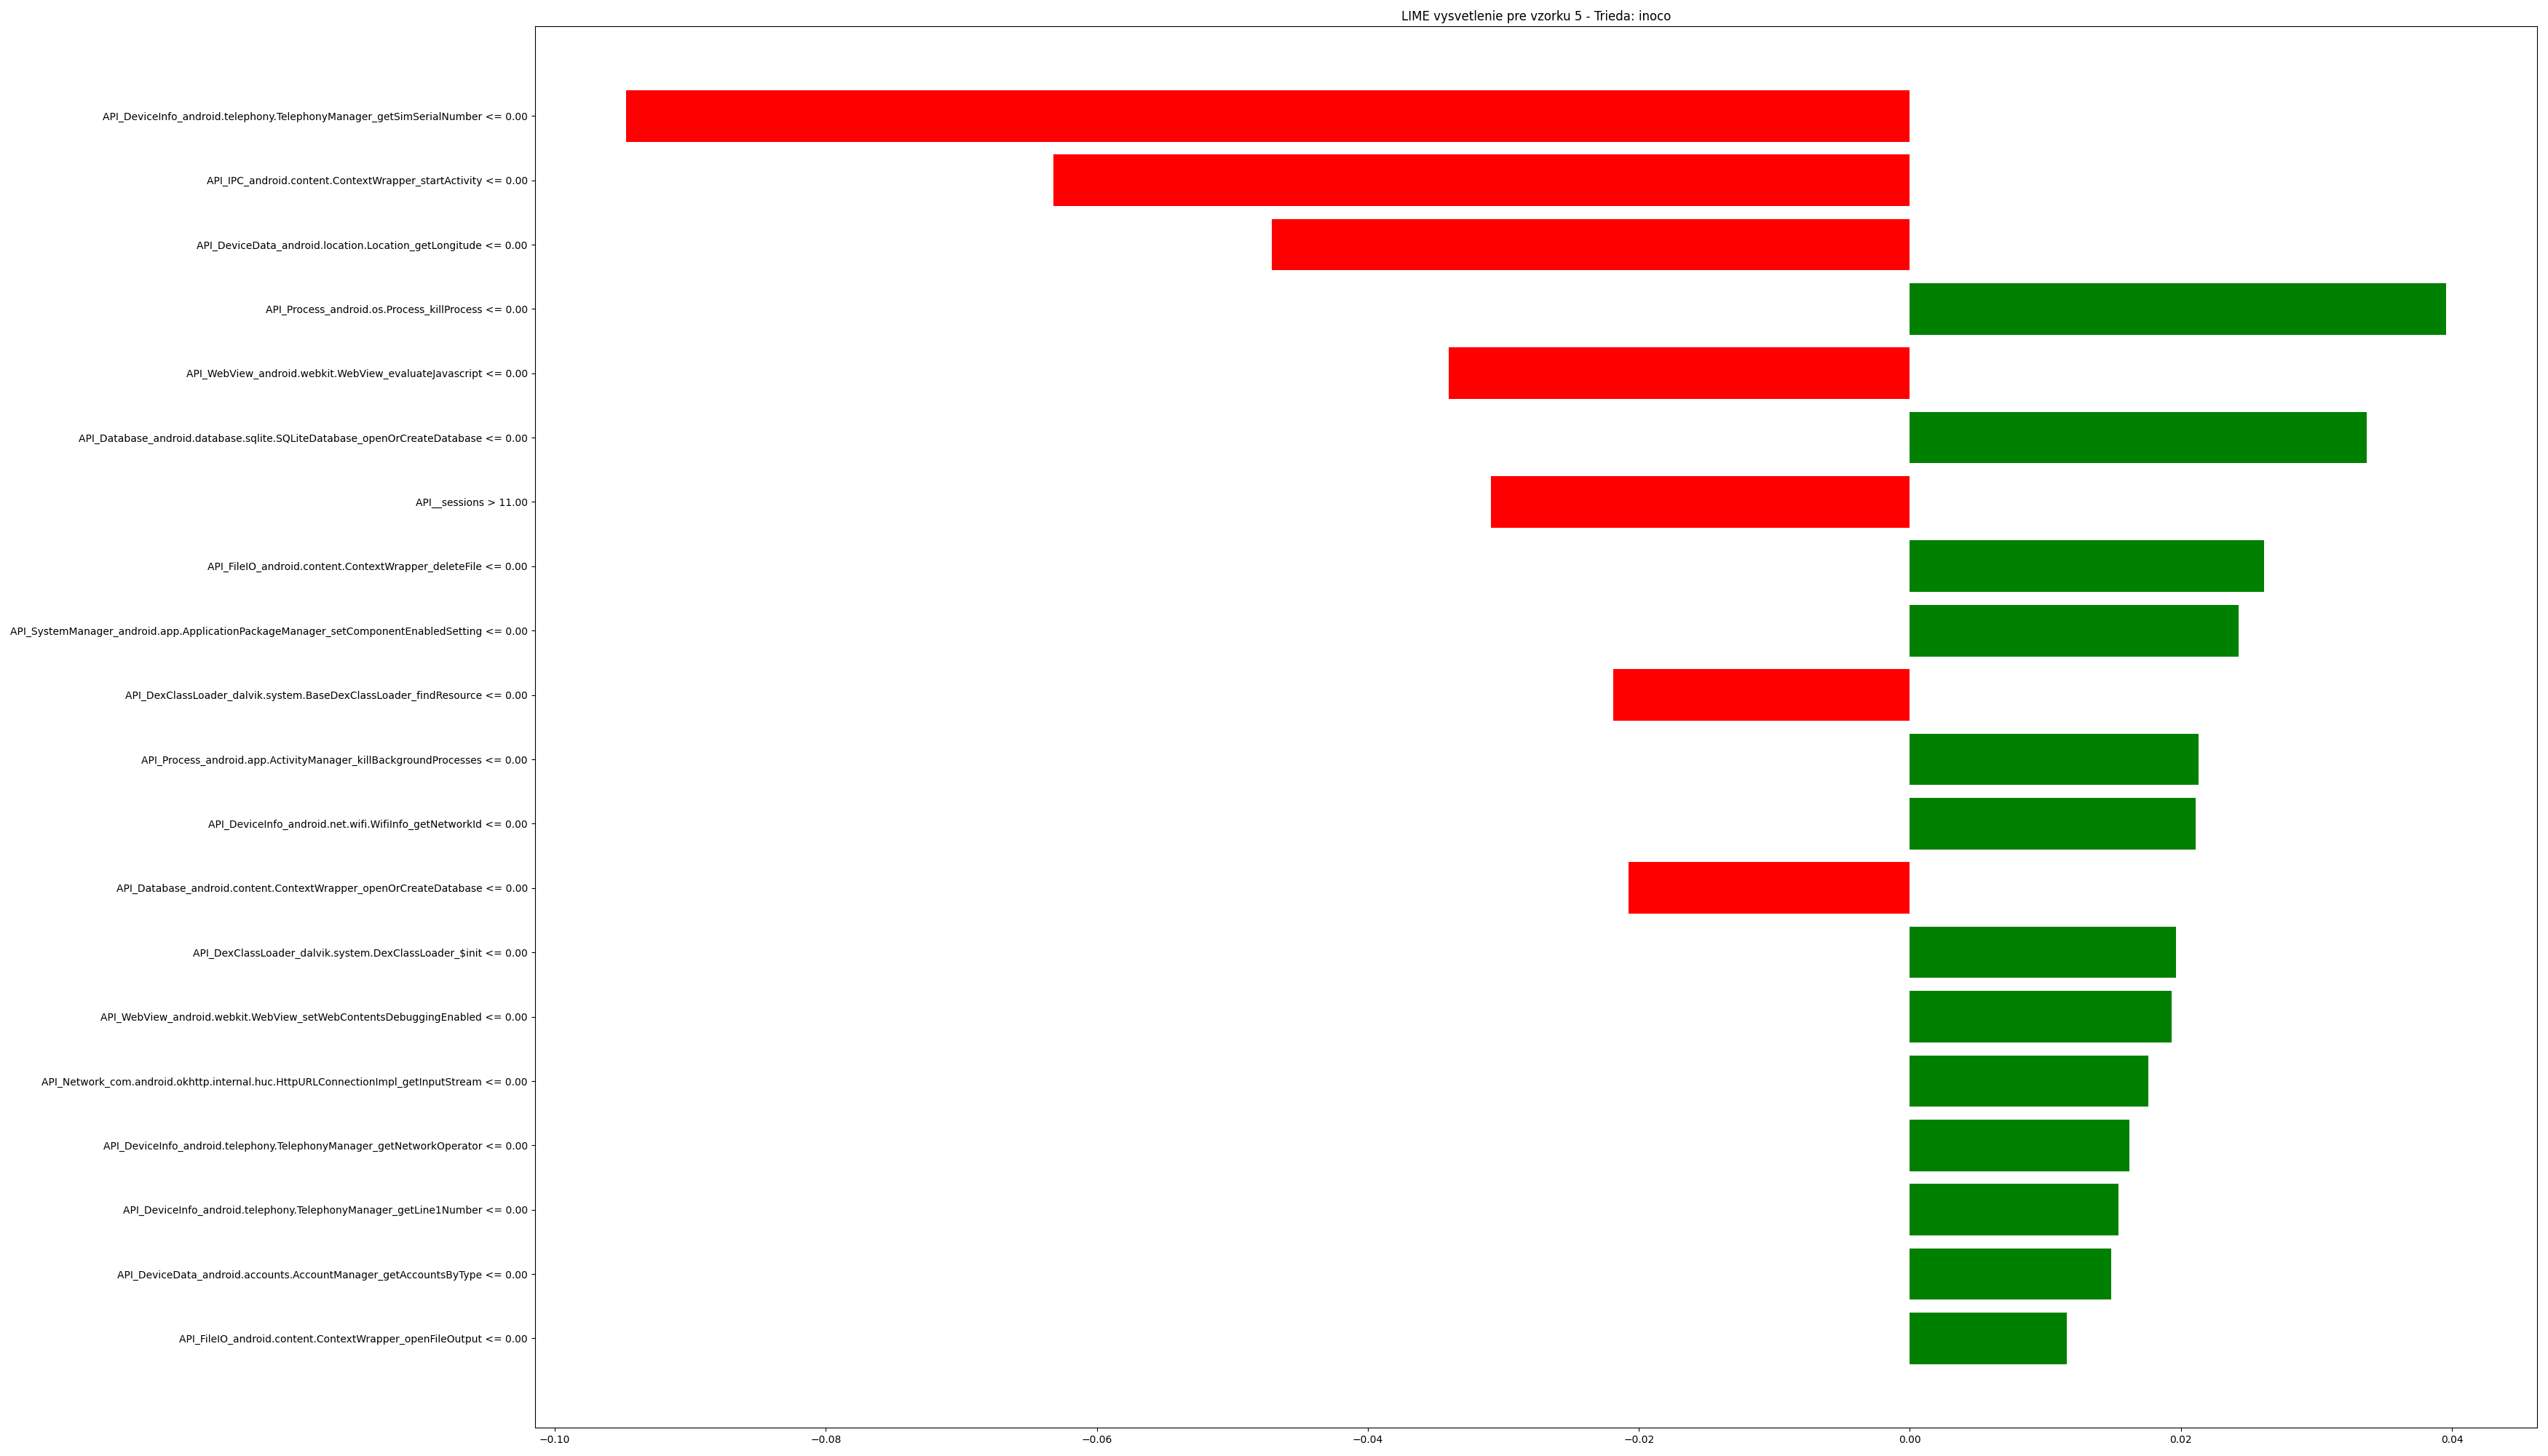 LIME vysvetlenie pre vzorku 5 - Trieda: inoco
API_DeviceInfo_android.telephony.TelephonyManager_getSimSerialNumber <= 0.00
API_IPC_android.content.ContextWrapper_startActivity <= 0.00
API_DeviceData_android.location.Location_getLongitude <= 0.00
API_Process_android.os.Process_killProcess <= 0.00
API_WebView_android.webkit.WebView_evaluateJavascript <= 0.00
API_Database_android.database.sqlite.SQLiteDatabase_openOrCreateDatabase <= 0.00
API__sessions > 11.00
API_FileIO_android.content.ContextWrapper_deleteFile <= 0.00
API_SystemManager_android.app.ApplicationPackageManager_setComponentEnabledSetting <= 0.00
API_DexClassLoader_dalvik.system.BaseDexClassLoader_findResource <= 0.00
API_Process_android.app.ActivityManager_killBackgroundProcesses <= 0.00
API_DeviceInfo_android.net.wifi.WifiInfo_getNetworkId <= 0.00
API_Database_android.content.ContextWrapper_openOrCreateDatabase <= 0.00
API_DexClassLoader_dalvik.system.DexClassLoader_$init <= 0.00
API_WebView_android.webkit.WebView_setWebContentsDebuggingEnabled <= 0.00
API_Network_com.android.okhttp.internal.huc.HttpURLConnectionImpl_getInputStream <= 0.00
API_DeviceInfo_android.telephony.TelephonyManager_getNetworkOperator <= 0.00
API_DeviceInfo_android.telephony.TelephonyManager_getLine1Number <= 0.00
API_DeviceData_android.accounts.AccountManager_getAccountsByType <= 0.00
API_FileIO_android.content.ContextWrapper_openFileOutput <= 0.00
−0.10 −0.08 −0.06 −0.04 −0.02 0.00 0.02 0.04